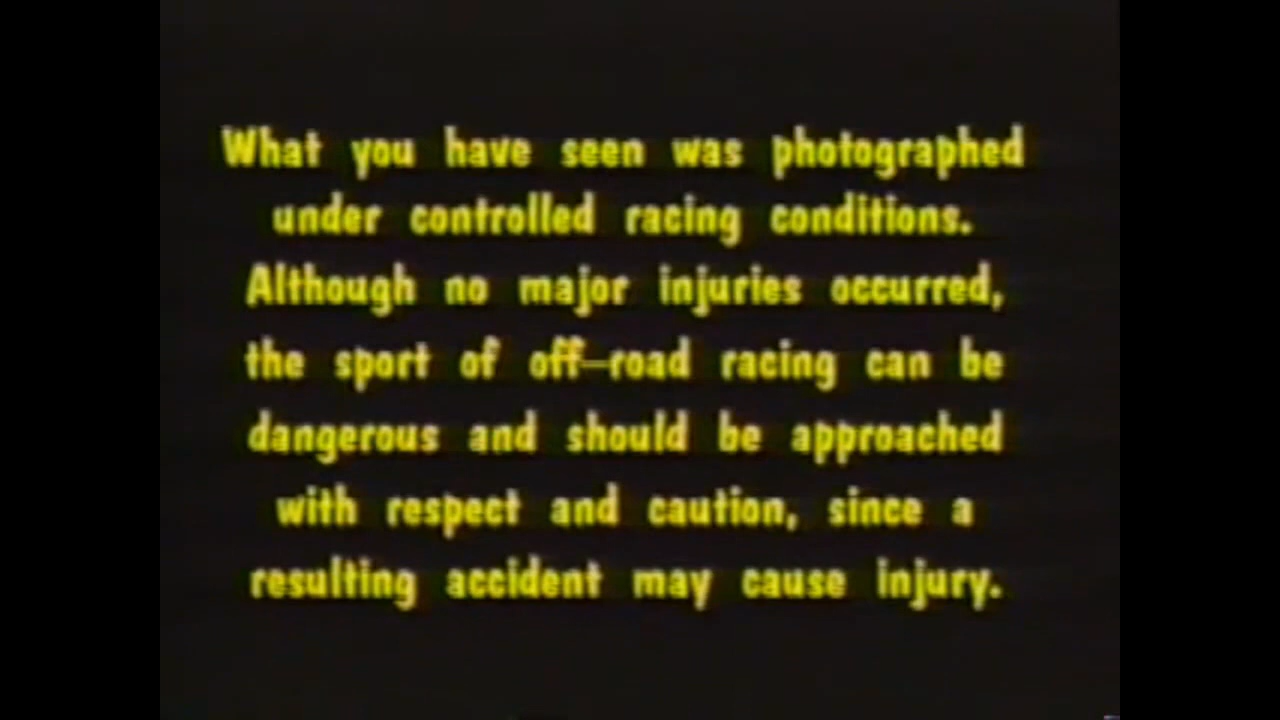 What you have seen was photographed
under controlled racing conditions.
Although no major injuries occurred,
the sport of off–road racing can be
dangerous and should be approached
with respect and caution, since a
resulting accident may cause injury.